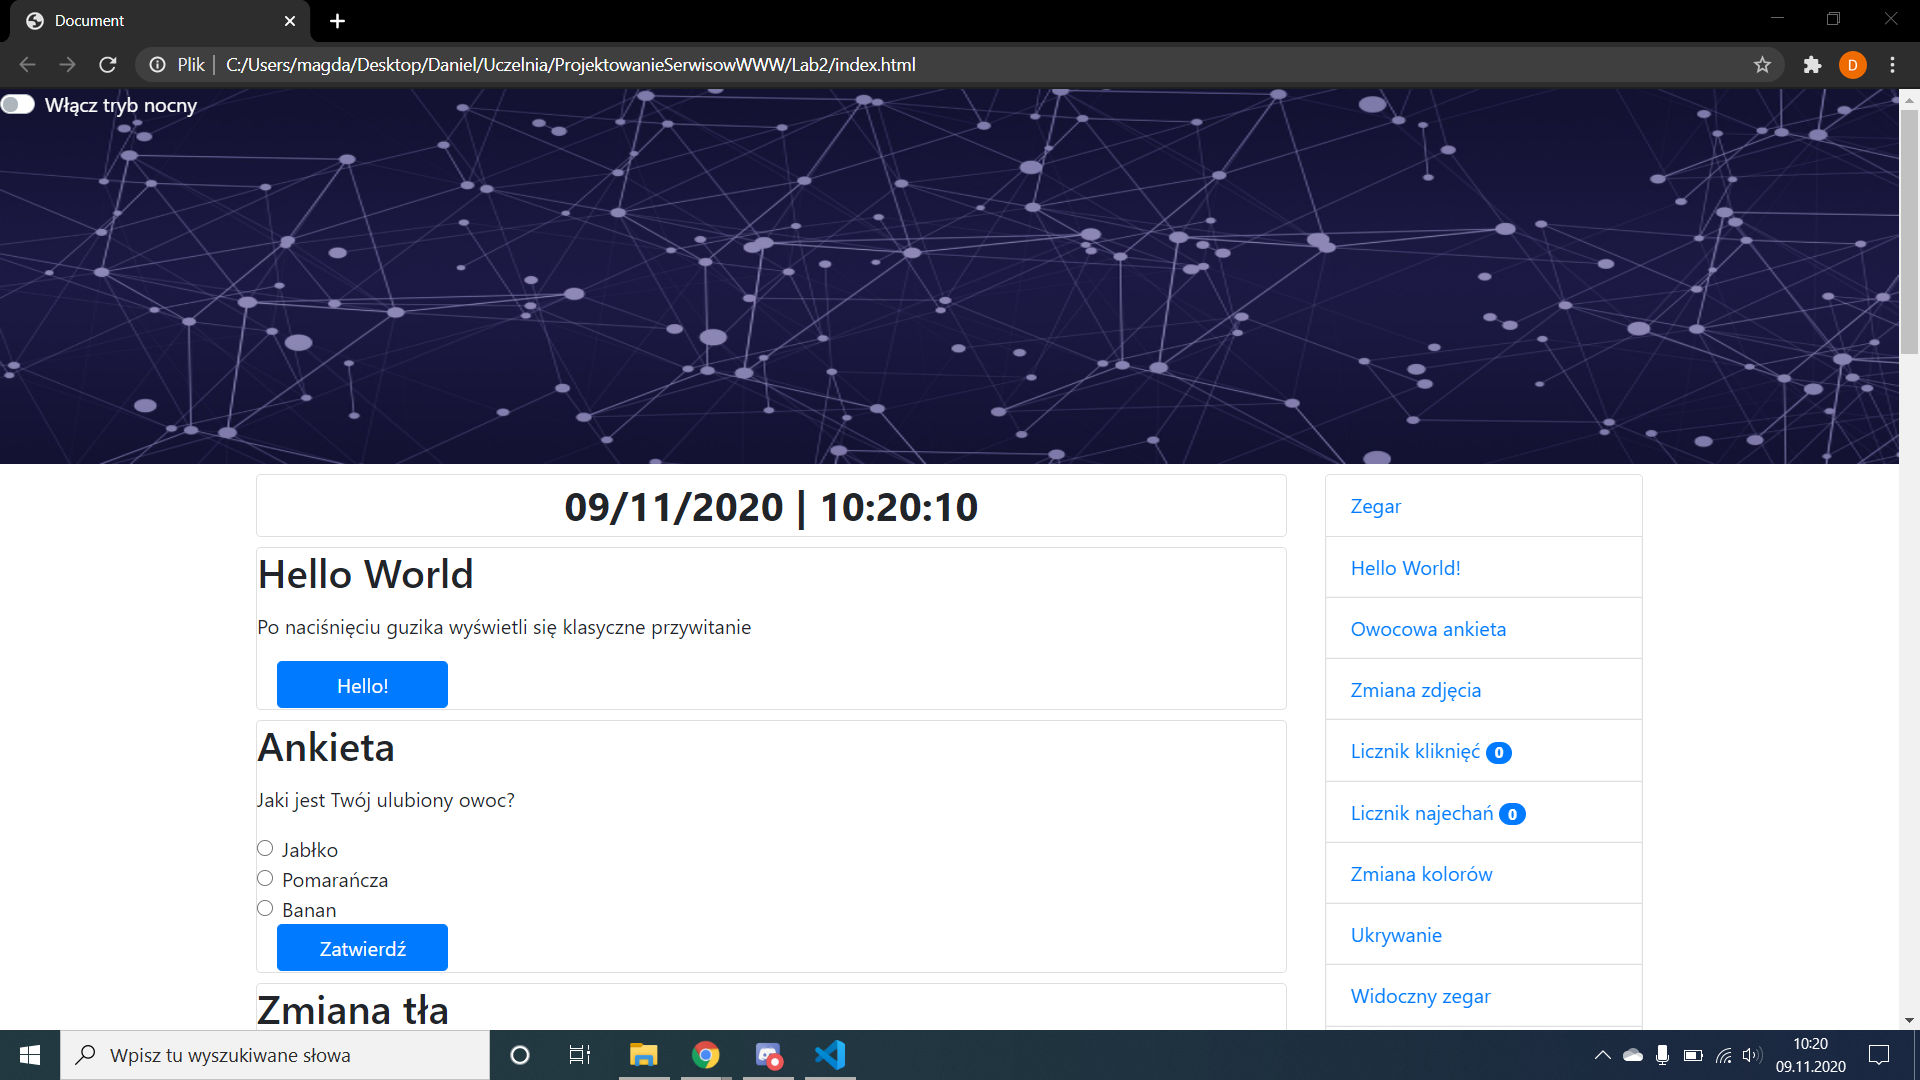 Document
Plik
C:/Users/magda/Desktop/Daniel/Uczelnia/ProjektowanieSerwisowWWW/Lab2/index.html
D
Włącz tryb nocny
09/11/2020 | 10:20:10
Hello World
Po naciśnięciu guzika wyświetli się klasyczne przywitanie
Hello!
Ankieta
Jaki jest Twój ulubiony owoc?
Jabłko
Pomarańcza
Banan
Zatwierdź
Zmiana tła
Zegar
Hello World!
Owocowa ankieta
Zmiana zdjęcia
Licznik kliknięć 0
Licznik najechań 0
Zmiana kolorów
Ukrywanie
Widoczny zegar
Wpisz tu wyszukiwane słowa
10:20
09.11.2020